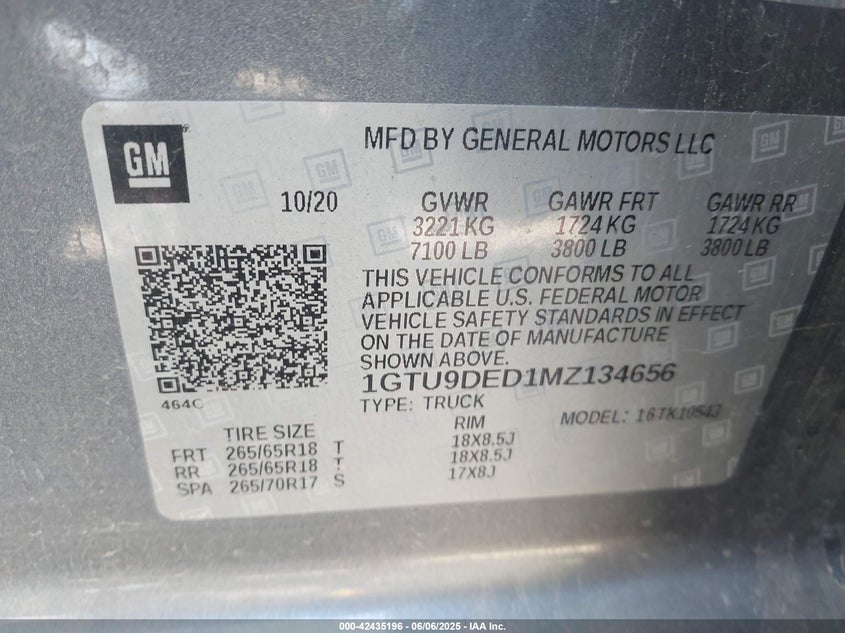 GM
MFD BY GENERAL MOTORS LLC
10/20 GVWR GAWR FRT GAWR RR
3221 KG 1724 KG 1724 KG
7100 LB 3800 LB 3800 LB
THIS VEHICLE CONFORMS TO ALL
APPLICABLE U.S. FEDERAL MOTOR
VEHICLE SAFETY STANDARDS IN EFFECT
ON THE DATE OF MANUFACTURE
SHOWN ABOVE.
1GTU9DED1MZ134656
464C
TYPE: TRUCK MODEL: 16TK10543
TIRE SIZE RIM
FRT 265/65R18 T 18X8.5J
RR 265/65R18 T 18X8.5J
SPA 265/70R17 S 17X8J
000-42435196 - 06/06/2025 - IAA Inc.